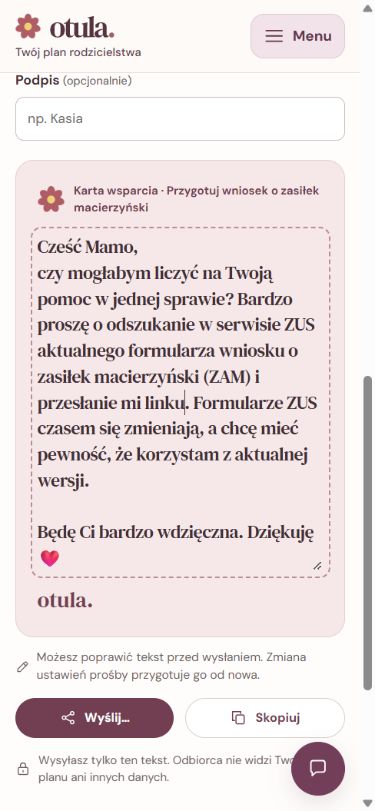 otula.
Twój plan rodzicielstwa
Menu
Podpis (opcjonalnie)
np. Kasia
Karta wsparcia · Przygotuj wniosek o zasiłek
macierzyński
Cześć Mamo,
czy mogłabym liczyć na Twoją
pomoc w jednej sprawie? Bardzo
proszę o odszukanie w serwisie ZUS
aktualnego formularza wniosku o
zasiłek macierzyński (ZAM) i
przesłanie mi linku. Formularze ZUS
czasem się zmieniają, a chcę mieć
pewność, że korzystam z aktualnej
wersji.
Będę Ci bardzo wdzięczna. Dziękuję
❤️
otula.
Możesz poprawić tekst przed wysłaniem. Zmiana
ustawień prośby przygotuje go od nowa.
Wyślij...
Skopiuj
Wysyłasz tylko ten tekst. Odbiorca nie widzi
planu ani innych danych.